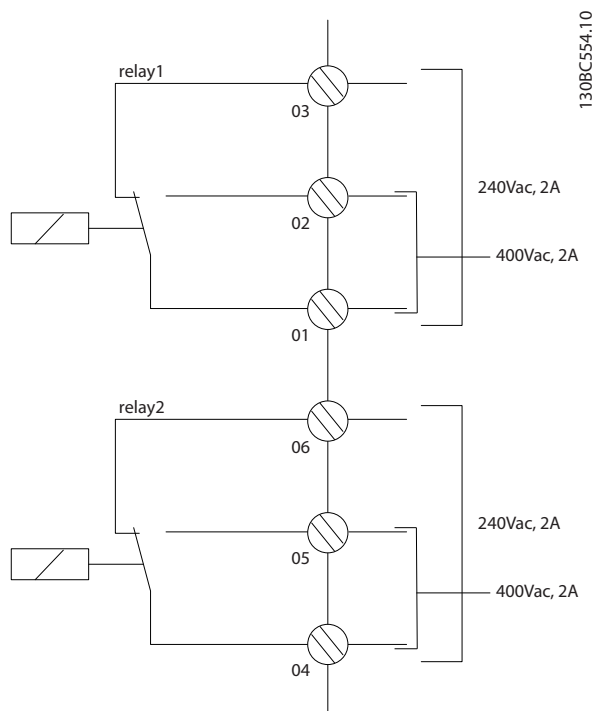 130BC554.10
relay1
03
240Vac, 2A
02
400Vac, 2A
01
relay2
06
240Vac, 2A
05
400Vac, 2A
04